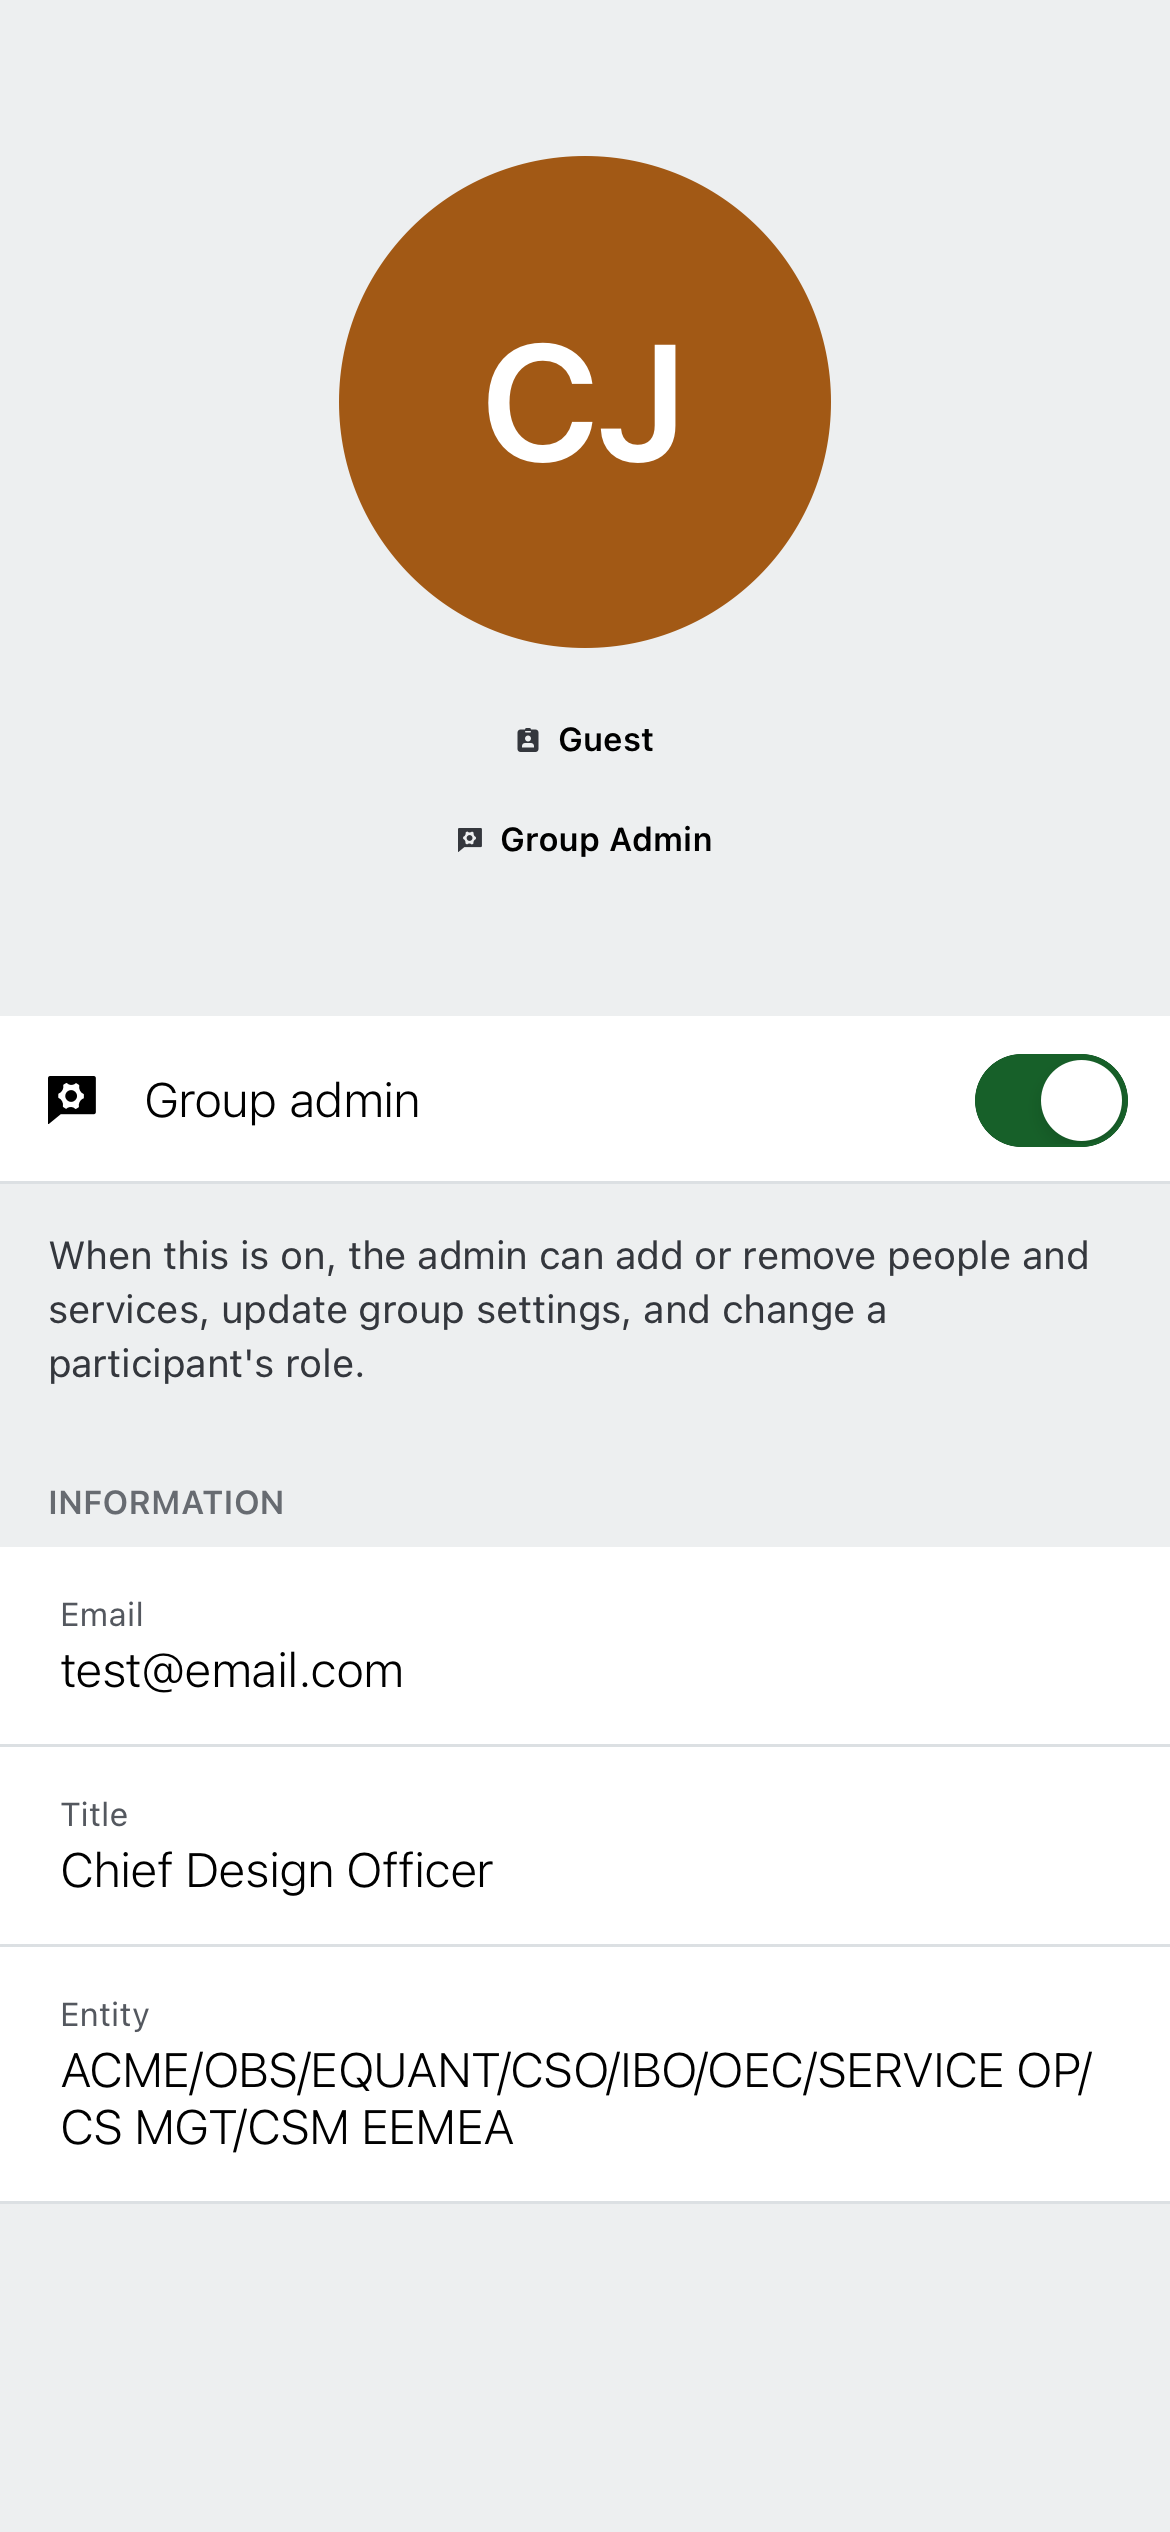 CJ
Guest
Group Admin
Group admin
When this is on, the admin can add or remove people and
services, update group settings, and change a
participant's role.
INFORMATION
Email
test@email.com
Title
Chief Design Officer
Entity
ACME/OBS/EQUANT/CSO/IBO/OEC/SERVICE OP/
CS MGT/CSM EEMEA